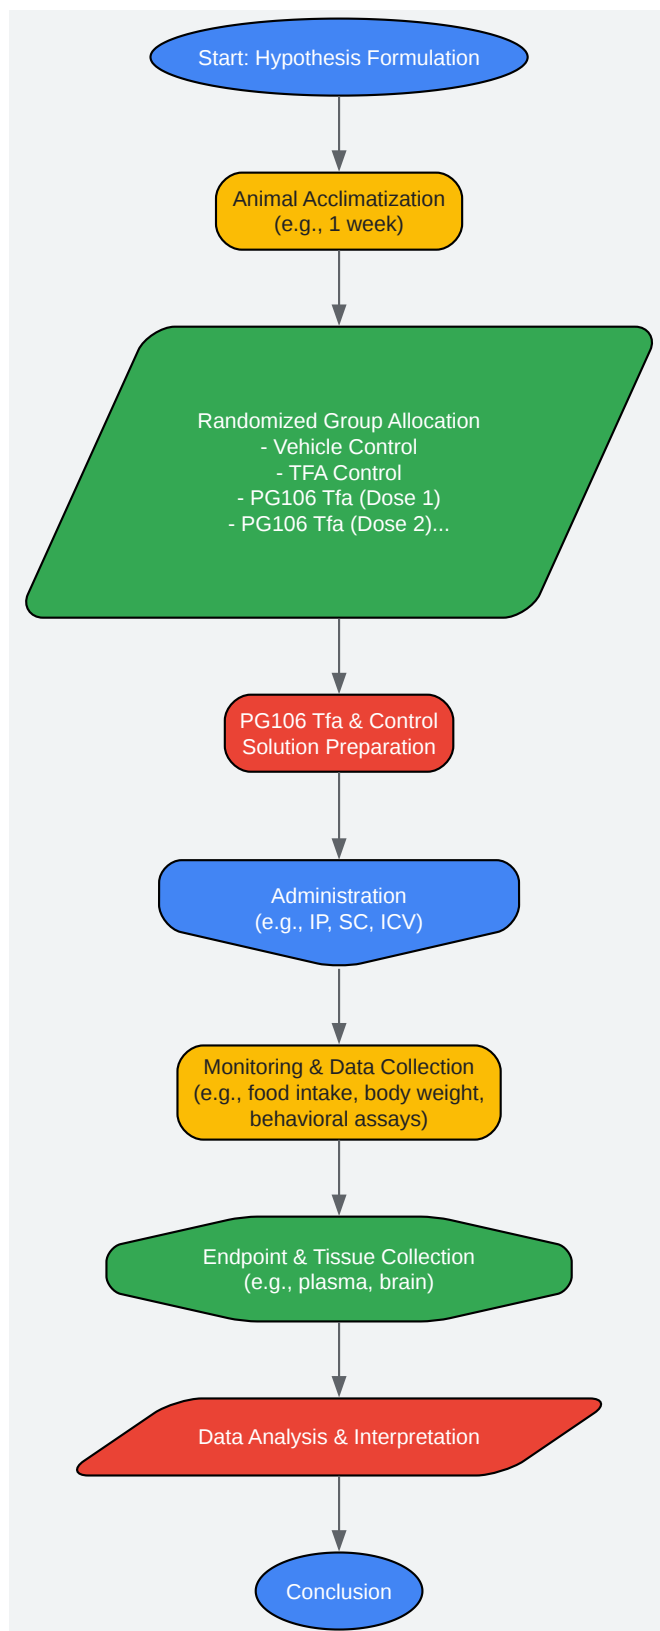 Start: Hypothesis Formulation
Animal Acclimatization
(e.g., 1 week)
Randomized Group Allocation
- Vehicle Control
- TFA Control
- PG106 Tfa (Dose 1)
- PG106 Tfa (Dose 2)...
PG106 Tfa & Control
Solution Preparation
Administration
(e.g., IP, SC, ICV)
Monitoring & Data Collection
(e.g., food intake, body weight,
behavioral assays)
Endpoint & Tissue Collection
(e.g., plasma, brain)
Data Analysis & Interpretation
Conclusion